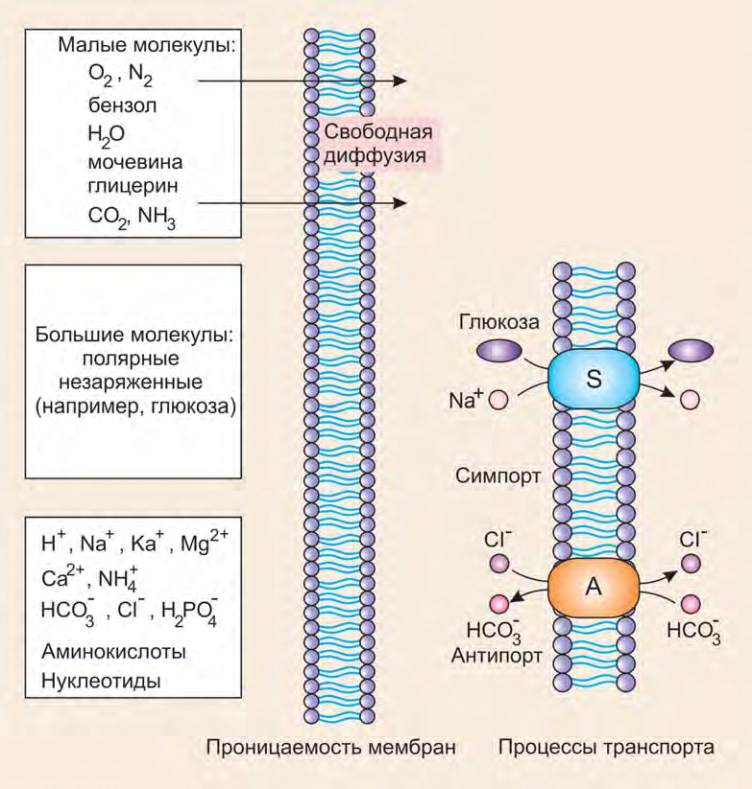 Малые молекулы:
O₂ , N₂
бензол
H₂O
мочевина
глицерин
CO₂, NH₃
Свободная
диффузия
Большие молекулы:
полярные
незаряженные
(например, глюкоза)
H⁺ , Na⁺ , Ka⁺ , Mg²⁺
Ca²⁺ , NH₄⁺
HCO₃⁻ , Cl⁻ , H₂PO₄⁻
Аминокислоты
Нуклеотиды
Проницаемость мембран
Глюкоза
S
Na⁺
Симпорт
Cl⁻ Cl⁻
A
HCO₃⁻ HCO₃⁻
Антипорт
Процессы транспорта